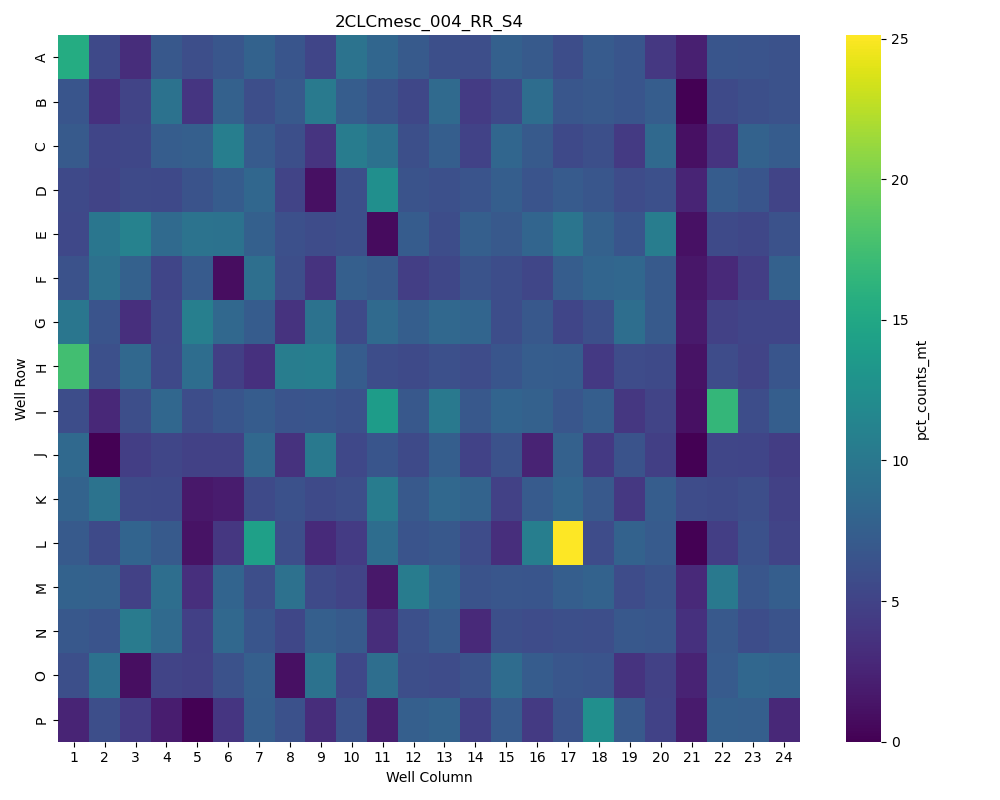 2CLCmesc_004_RR_S4
A
B
C
D
E
F
G
H
I
J
K
L
M
N
O
P
Well Row
1 2 3 4 5 6 7 8 9 10 11 12 13 14 15 16 17 18 19 20 21 22 23 24
Well Column
25
20
15
10
5
0
pct_counts_mt